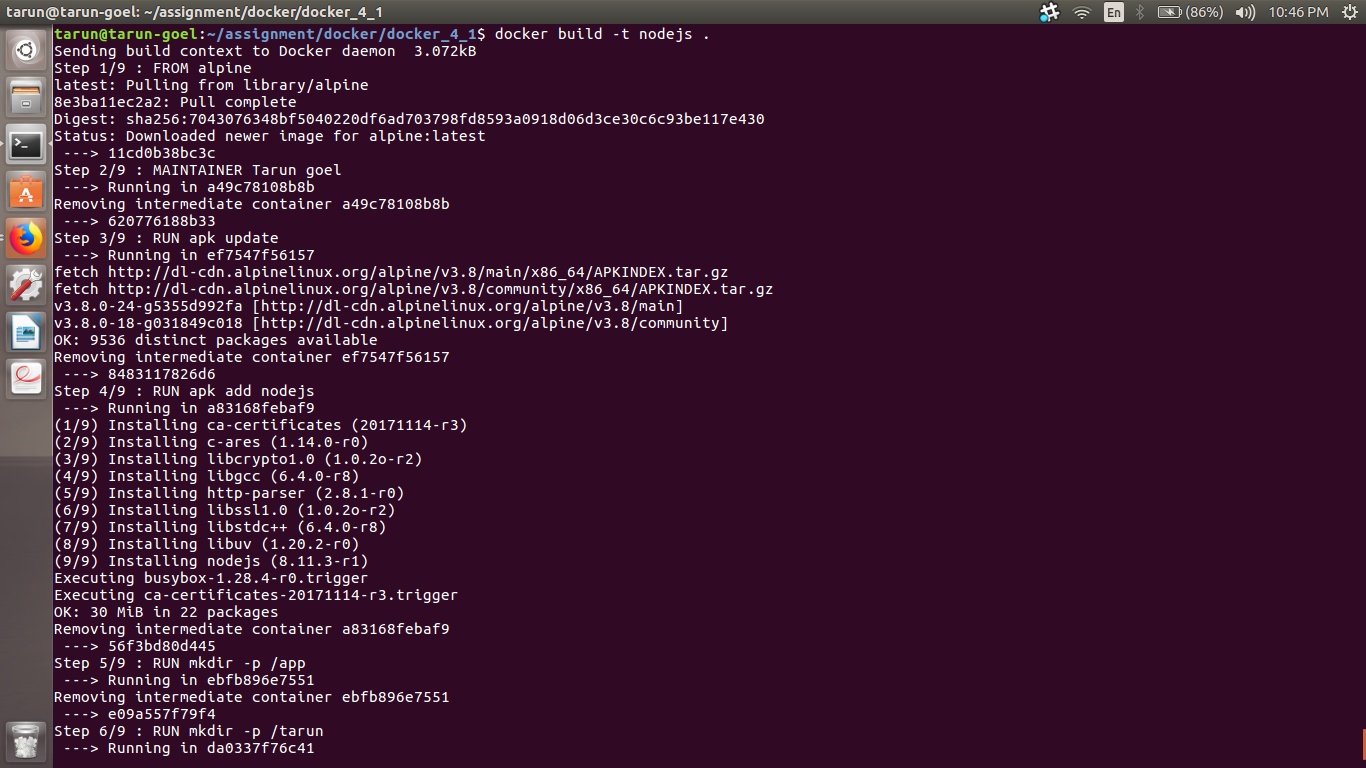 tarun@tarun-goel: ~/assignment/docker/docker_4_1
En
(86%)
10:46 PM
tarun@tarun-goel:~/assignment/docker/docker_4_1$ docker build -t nodejs .
Sending build context to Docker daemon  3.072kB
Step 1/9 : FROM alpine
latest: Pulling from library/alpine
8e3ba11ec2a2: Pull complete
Digest: sha256:7043076348bf5040220df6ad703798fd8593a0918d06d3ce30c6c93be117e430
Status: Downloaded newer image for alpine:latest
 ---> 11cd0b38bc3c
Step 2/9 : MAINTAINER Tarun goel
 ---> Running in a49c78108b8b
Removing intermediate container a49c78108b8b
 ---> 620776188b33
Step 3/9 : RUN apk update
 ---> Running in ef7547f56157
fetch http://dl-cdn.alpinelinux.org/alpine/v3.8/main/x86_64/APKINDEX.tar.gz
fetch http://dl-cdn.alpinelinux.org/alpine/v3.8/community/x86_64/APKINDEX.tar.gz
v3.8.0-24-g5355d992fa [http://dl-cdn.alpinelinux.org/alpine/v3.8/main]
v3.8.0-18-g031849c018 [http://dl-cdn.alpinelinux.org/alpine/v3.8/community]
OK: 9536 distinct packages available
Removing intermediate container ef7547f56157
 ---> 8483117826d6
Step 4/9 : RUN apk add nodejs
 ---> Running in a83168febaf9
(1/9) Installing ca-certificates (20171114-r3)
(2/9) Installing c-ares (1.14.0-r0)
(3/9) Installing libcrypto1.0 (1.0.2o-r2)
(4/9) Installing libgcc (6.4.0-r8)
(5/9) Installing http-parser (2.8.1-r0)
(6/9) Installing libssl1.0 (1.0.2o-r2)
(7/9) Installing libstdc++ (6.4.0-r8)
(8/9) Installing libuv (1.20.2-r0)
(9/9) Installing nodejs (8.11.3-r1)
Executing busybox-1.28.4-r0.trigger
Executing ca-certificates-20171114-r3.trigger
OK: 30 MiB in 22 packages
Removing intermediate container a83168febaf9
 ---> 56f3bd80d445
Step 5/9 : RUN mkdir -p /app
 ---> Running in ebfb896e7551
Removing intermediate container ebfb896e7551
 ---> e09a557f79f4
Step 6/9 : RUN mkdir -p /tarun
 ---> Running in da0337f76c41